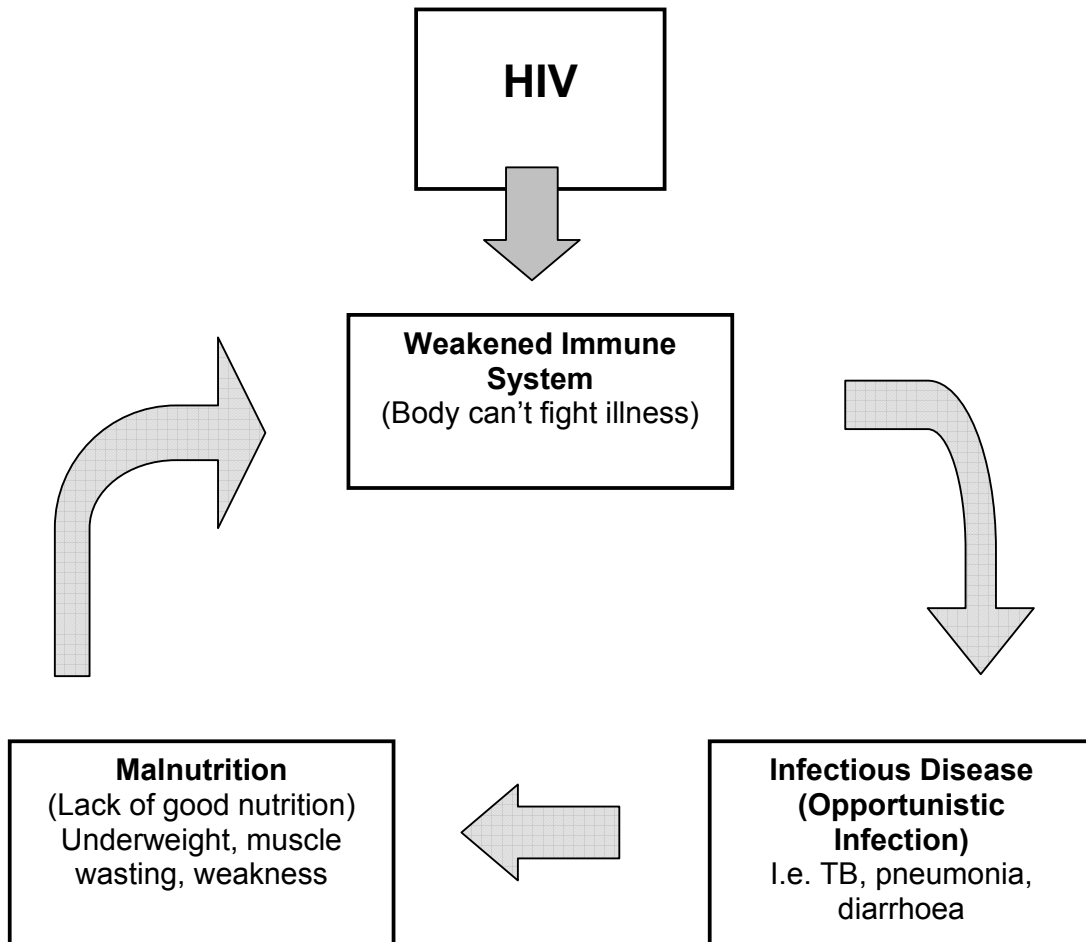 HIV
Weakened Immune
System
(Body can’t fight illness)
Malnutrition
(Lack of good nutrition)
Underweight, muscle
wasting, weakness
Infectious Disease
(Opportunistic
Infection)
I.e. TB, pneumonia,
diarrhoea